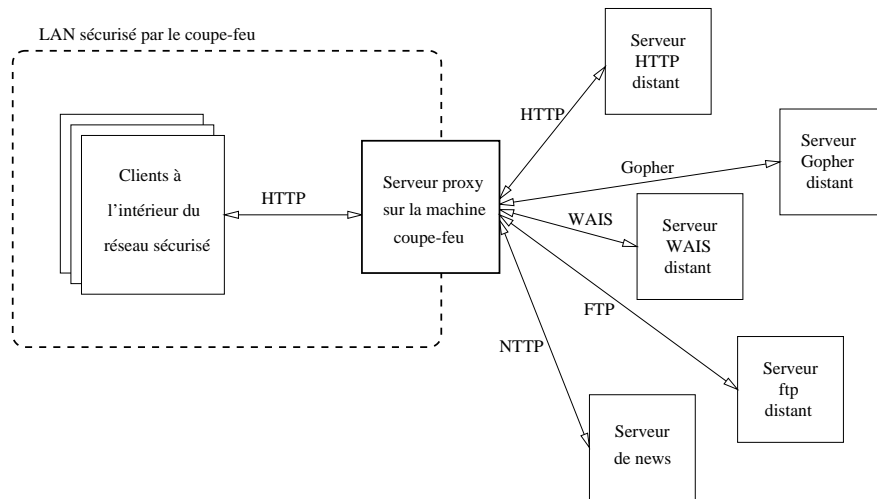 LAN sécurisé par le coupe-feu
Clients à
l'intérieur du
réseau sécurisé
HTTP
Serveur proxy
sur la machine
coupe-feu
HTTP
Serveur
HTTP
distant
Gopher
Serveur
Gopher
distant
WAIS
Serveur
WAIS
distant
FTP
Serveur
ftp
distant
NTTP
Serveur
de news